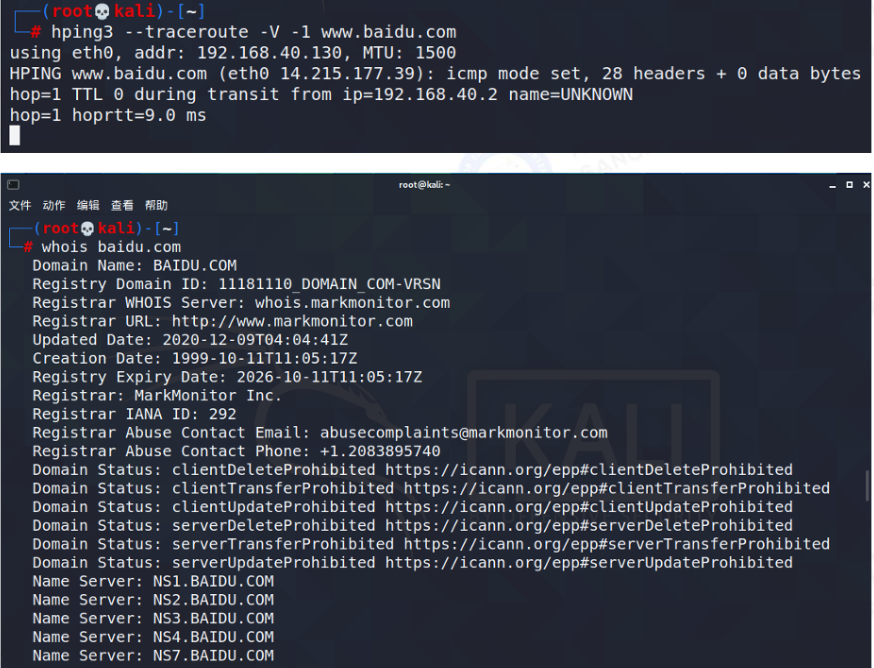 (root💀kali)-[~]
# hping3 --traceroute -V -1 www.baidu.com
using eth0, addr: 192.168.40.130, MTU: 1500
HPING www.baidu.com (eth0 14.215.177.39): icmp mode set, 28 headers + 0 data bytes
hop=1 TTL 0 during transit from ip=192.168.40.2 name=UNKNOWN
hop=1 hoprtt=9.0 ms
root@kali: ~
文件 动作 编辑 查看 帮助
(root💀kali)-[~]
# whois baidu.com
Domain Name: BAIDU.COM
Registry Domain ID: 11181110_DOMAIN_COM-VRSN
Registrar WHOIS Server: whois.markmonitor.com
Registrar URL: http://www.markmonitor.com
Updated Date: 2020-12-09T04:04:41Z
Creation Date: 1999-10-11T11:05:17Z
Registry Expiry Date: 2026-10-11T11:05:17Z
Registrar: MarkMonitor Inc.
Registrar IANA ID: 292
Registrar Abuse Contact Email: abusecomplaints@markmonitor.com
Registrar Abuse Contact Phone: +1.2083895740
Domain Status: clientDeleteProhibited https://icann.org/epp#clientDeleteProhibited
Domain Status: clientTransferProhibited https://icann.org/epp#clientTransferProhibited
Domain Status: clientUpdateProhibited https://icann.org/epp#clientUpdateProhibited
Domain Status: serverDeleteProhibited https://icann.org/epp#serverDeleteProhibited
Domain Status: serverTransferProhibited https://icann.org/epp#serverTransferProhibited
Domain Status: serverUpdateProhibited https://icann.org/epp#serverUpdateProhibited
Name Server: NS1.BAIDU.COM
Name Server: NS2.BAIDU.COM
Name Server: NS3.BAIDU.COM
Name Server: NS4.BAIDU.COM
Name Server: NS7.BAIDU.COM
KALI